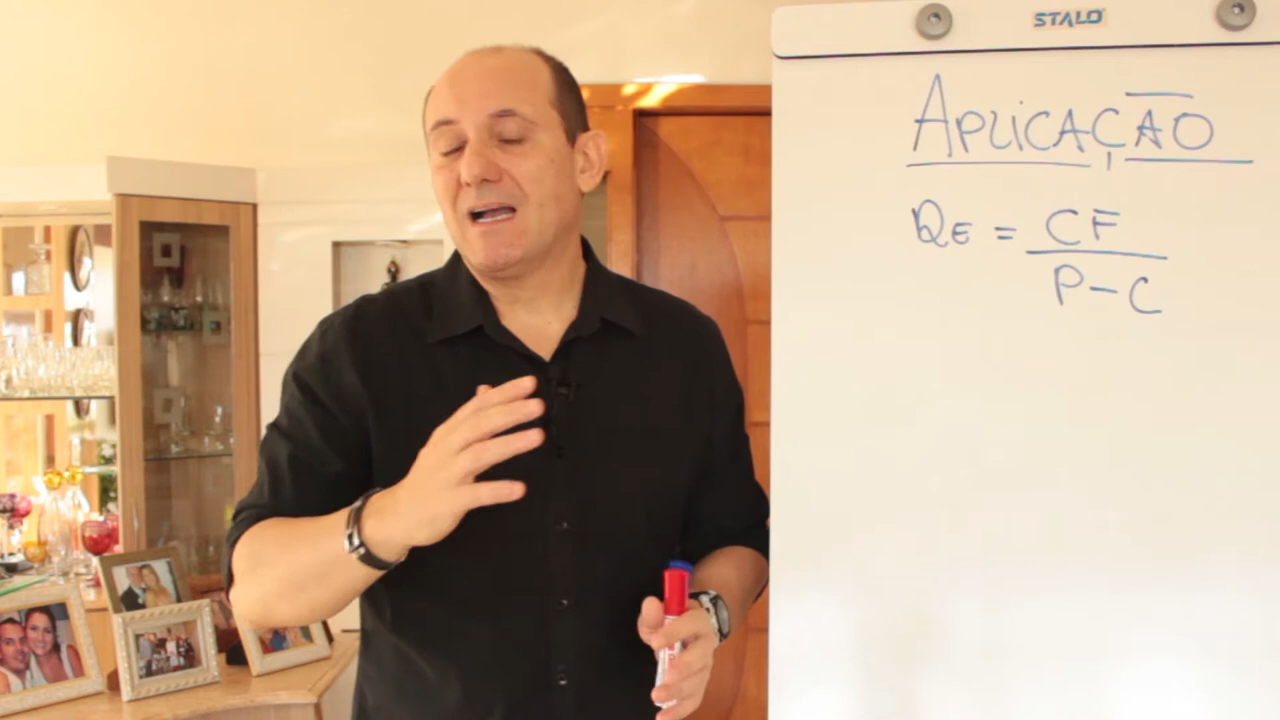 STALO
APLICAÇÃO
QE = CF
P-C